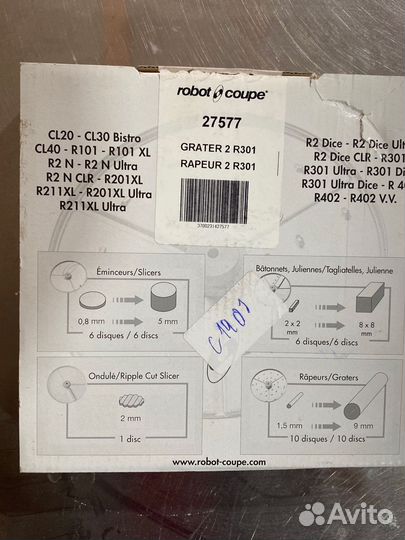 robot coupe®
27577
GRATER 2 R301
RAPEUR 2 R301
3700231427577
CL20 - CL30 Bistro
CL40 - R101 - R101 XL
R2 N - R2 N Ultra
R2 N CLR - R201XL
R211XL - R201XL Ultra
R211XL Ultra
R2 Dice - R2 Dice Ult
R2 Dice CLR - R301
R301 Ultra - R301 Di
R301 Ultra Dice - R 40
R402 - R402 V.V.
Éminceurs/Slicers
0,8 mm
5 mm
6 disques / 6 discs
Bâtonnets, Juliennes/Tagliatelles, Julienne
2 x 2
mm
8 x 8
mm
6 disques/6 discs
C1901
Ondulé/Ripple Cut Slicer
2 mm
1 disc
Râpeurs/Graters
1,5 mm
9 mm
10 disques / 10 discs
www.robot-coupe.com
Avito